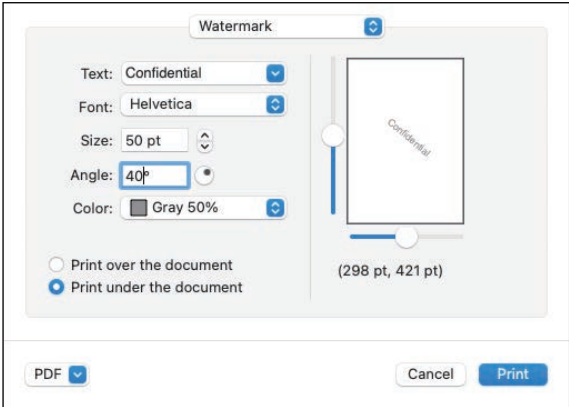 Watermark
Text: Confidential
Font: Helvetica
Size: 50 pt
Angle: 40°
Color: Gray 50%
Print over the document
Print under the document
Confidential
(298 pt, 421 pt)
PDF
Cancel
Print